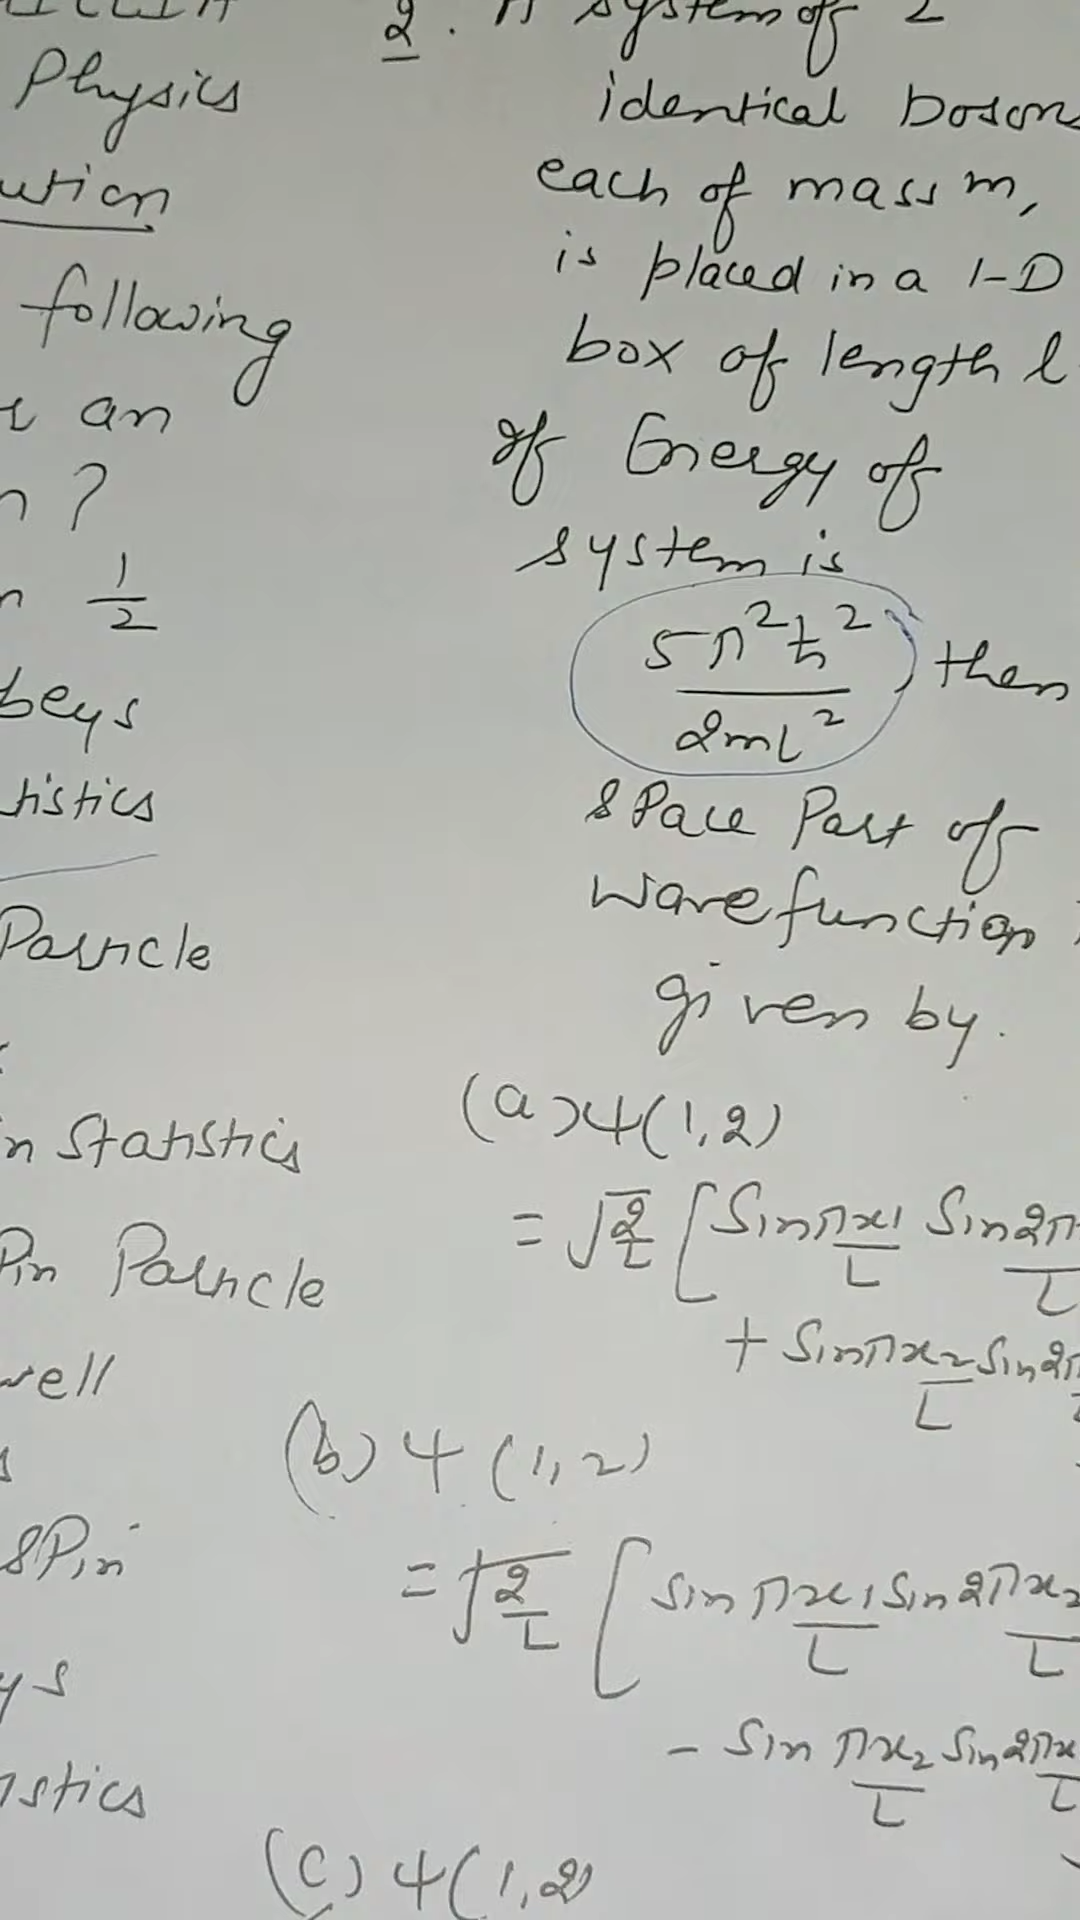 Physics
ution
following
r an
n ?
n 1/2
beys
tistics
Particle
n Statistics
Pin Particle
well
s
SPin
ys
istics
2. A system of 2
identical bosons
each of mass m,
is placed in a 1-D
box of length l
If Energy of
system is
5π²ħ²/2mL², then
space Part of
wavefunction
given by.
(a) ψ(1,2)
= √2/L [Sin πx1/L Sin 2π/L
+ Sin πx2/L Sin 2π
(b) ψ (1,2)
= √2/L [Sin πx1/L Sin 2πx2/L
- Sin πx2/L Sin 2πx/L
(c) ψ(1,2)